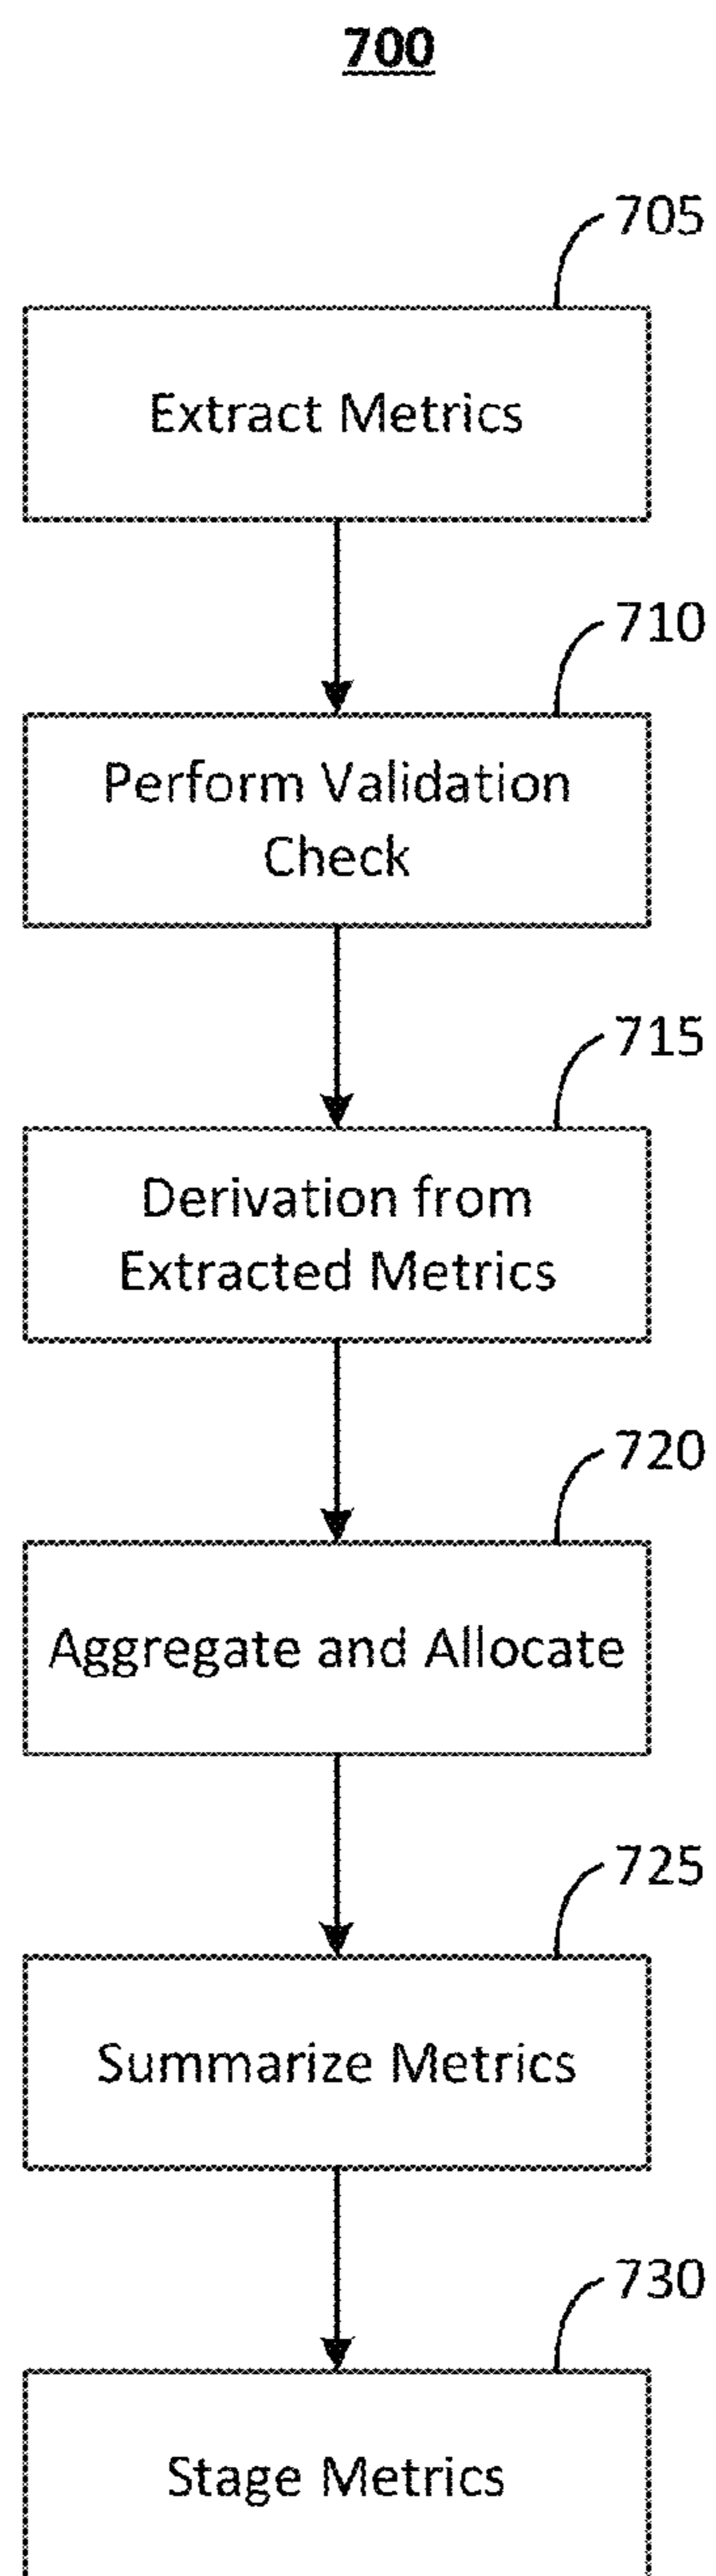 700
705
Extract Metrics
710
Perform Validation
Check
715
Derivation from
Extracted Metrics
720
Aggregate and Allocate
725
Summarize Metrics
730
Stage Metrics